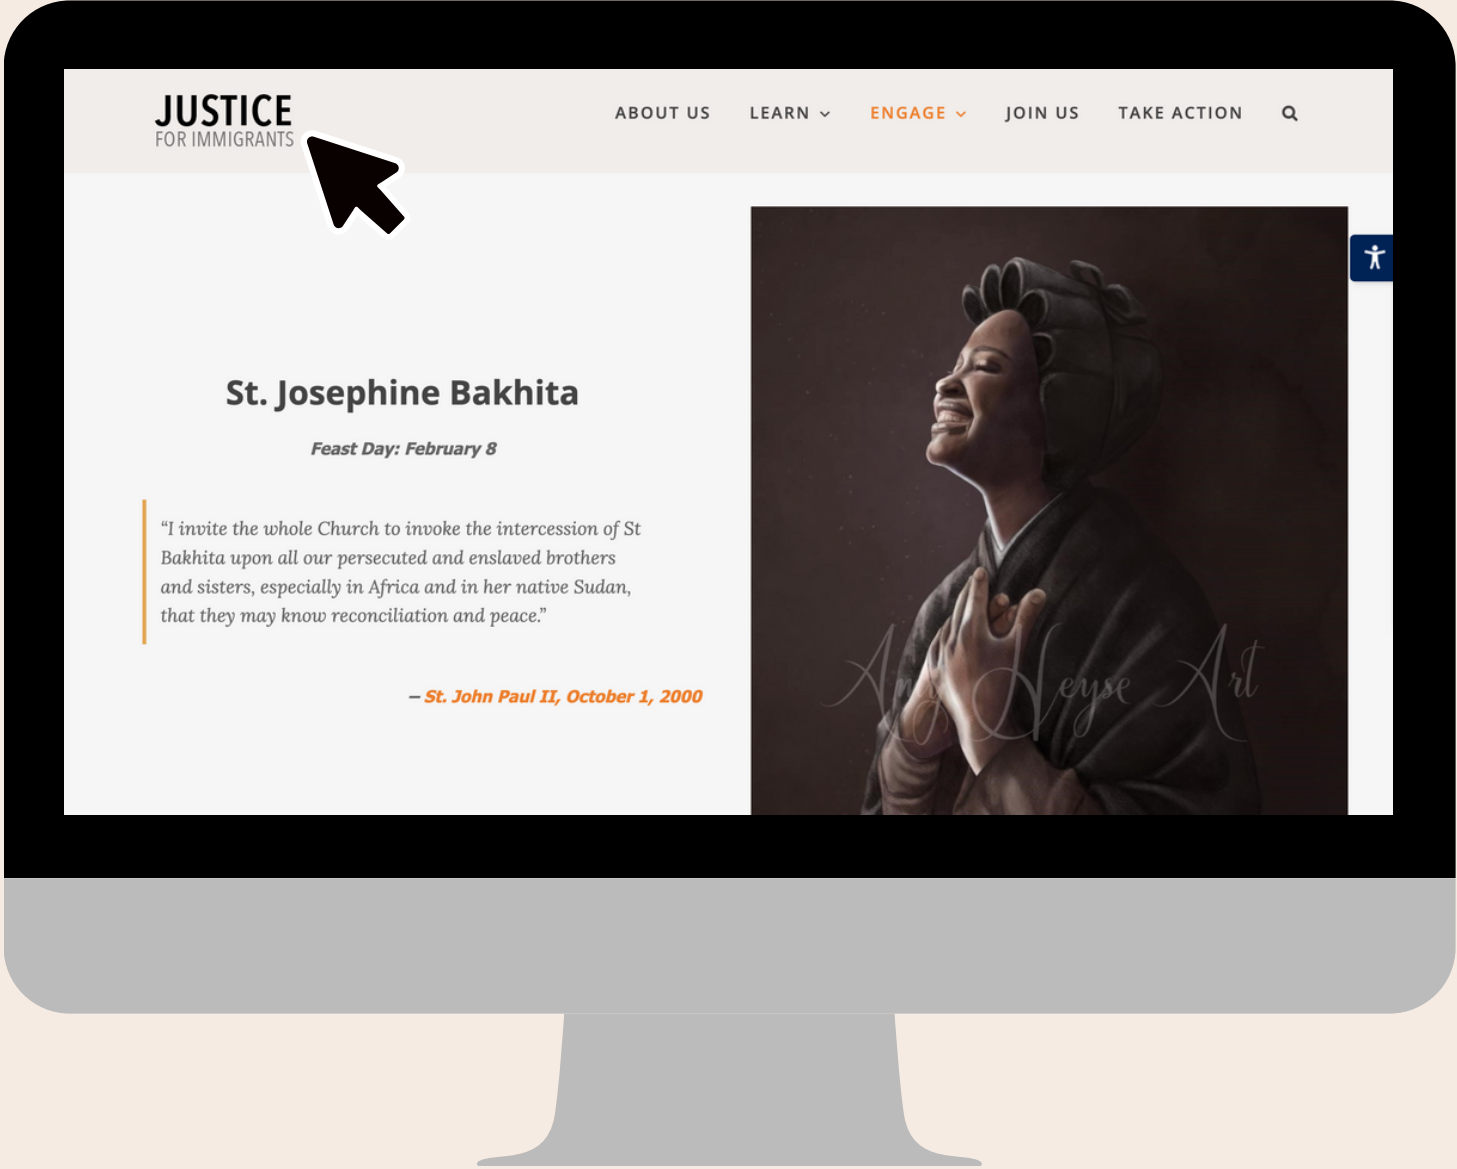 JUSTICE
FOR IMMIGRANTS
ABOUT US LEARN ENGAGE JOIN US TAKE ACTION
St. Josephine Bakhita
Feast Day: February 8
“I invite the whole Church to invoke the intercession of St
Bakhita upon all our persecuted and enslaved brothers
and sisters, especially in Africa and in her native Sudan,
that they may know reconciliation and peace.”
– St. John Paul II, October 1, 2000
Amy Heyse Art